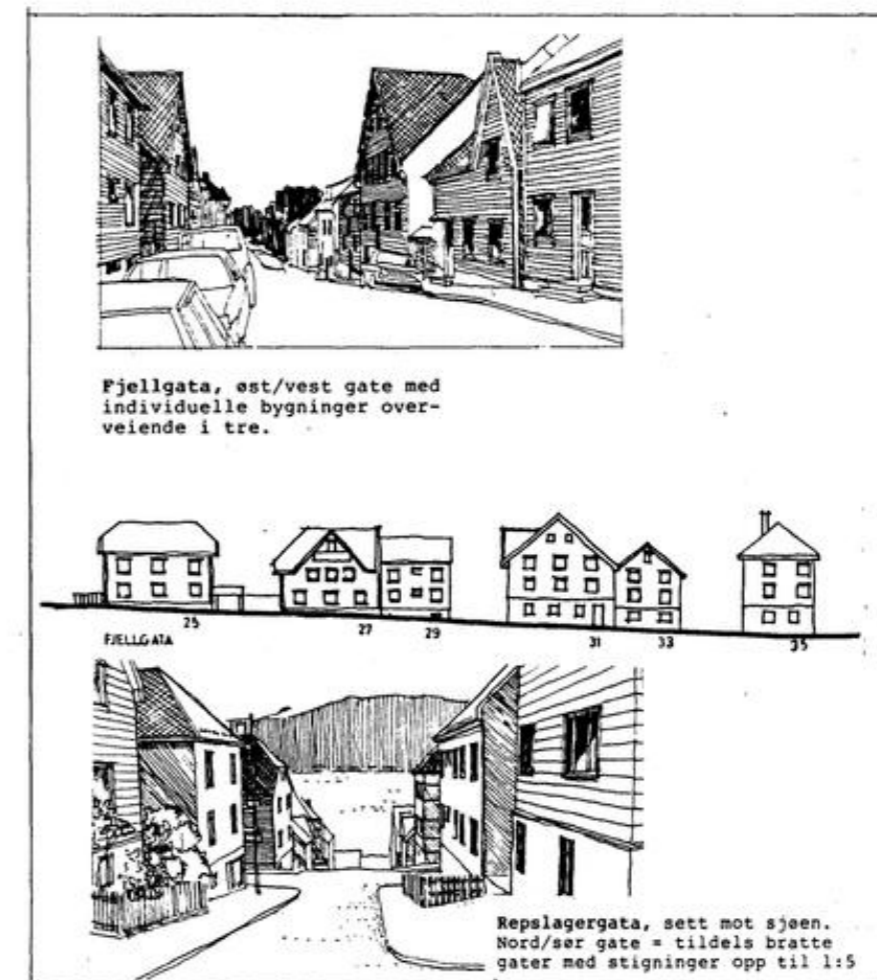 Fjellgata, øst/vest gate med
individuelle bygninger over-
veiende i tre.
25
27
29
31
33
35
FJELLGATA
Repslagergata, sett mot sjøen.
Nord/sør gate = tildels bratte
gater med stigninger opp til 1:5